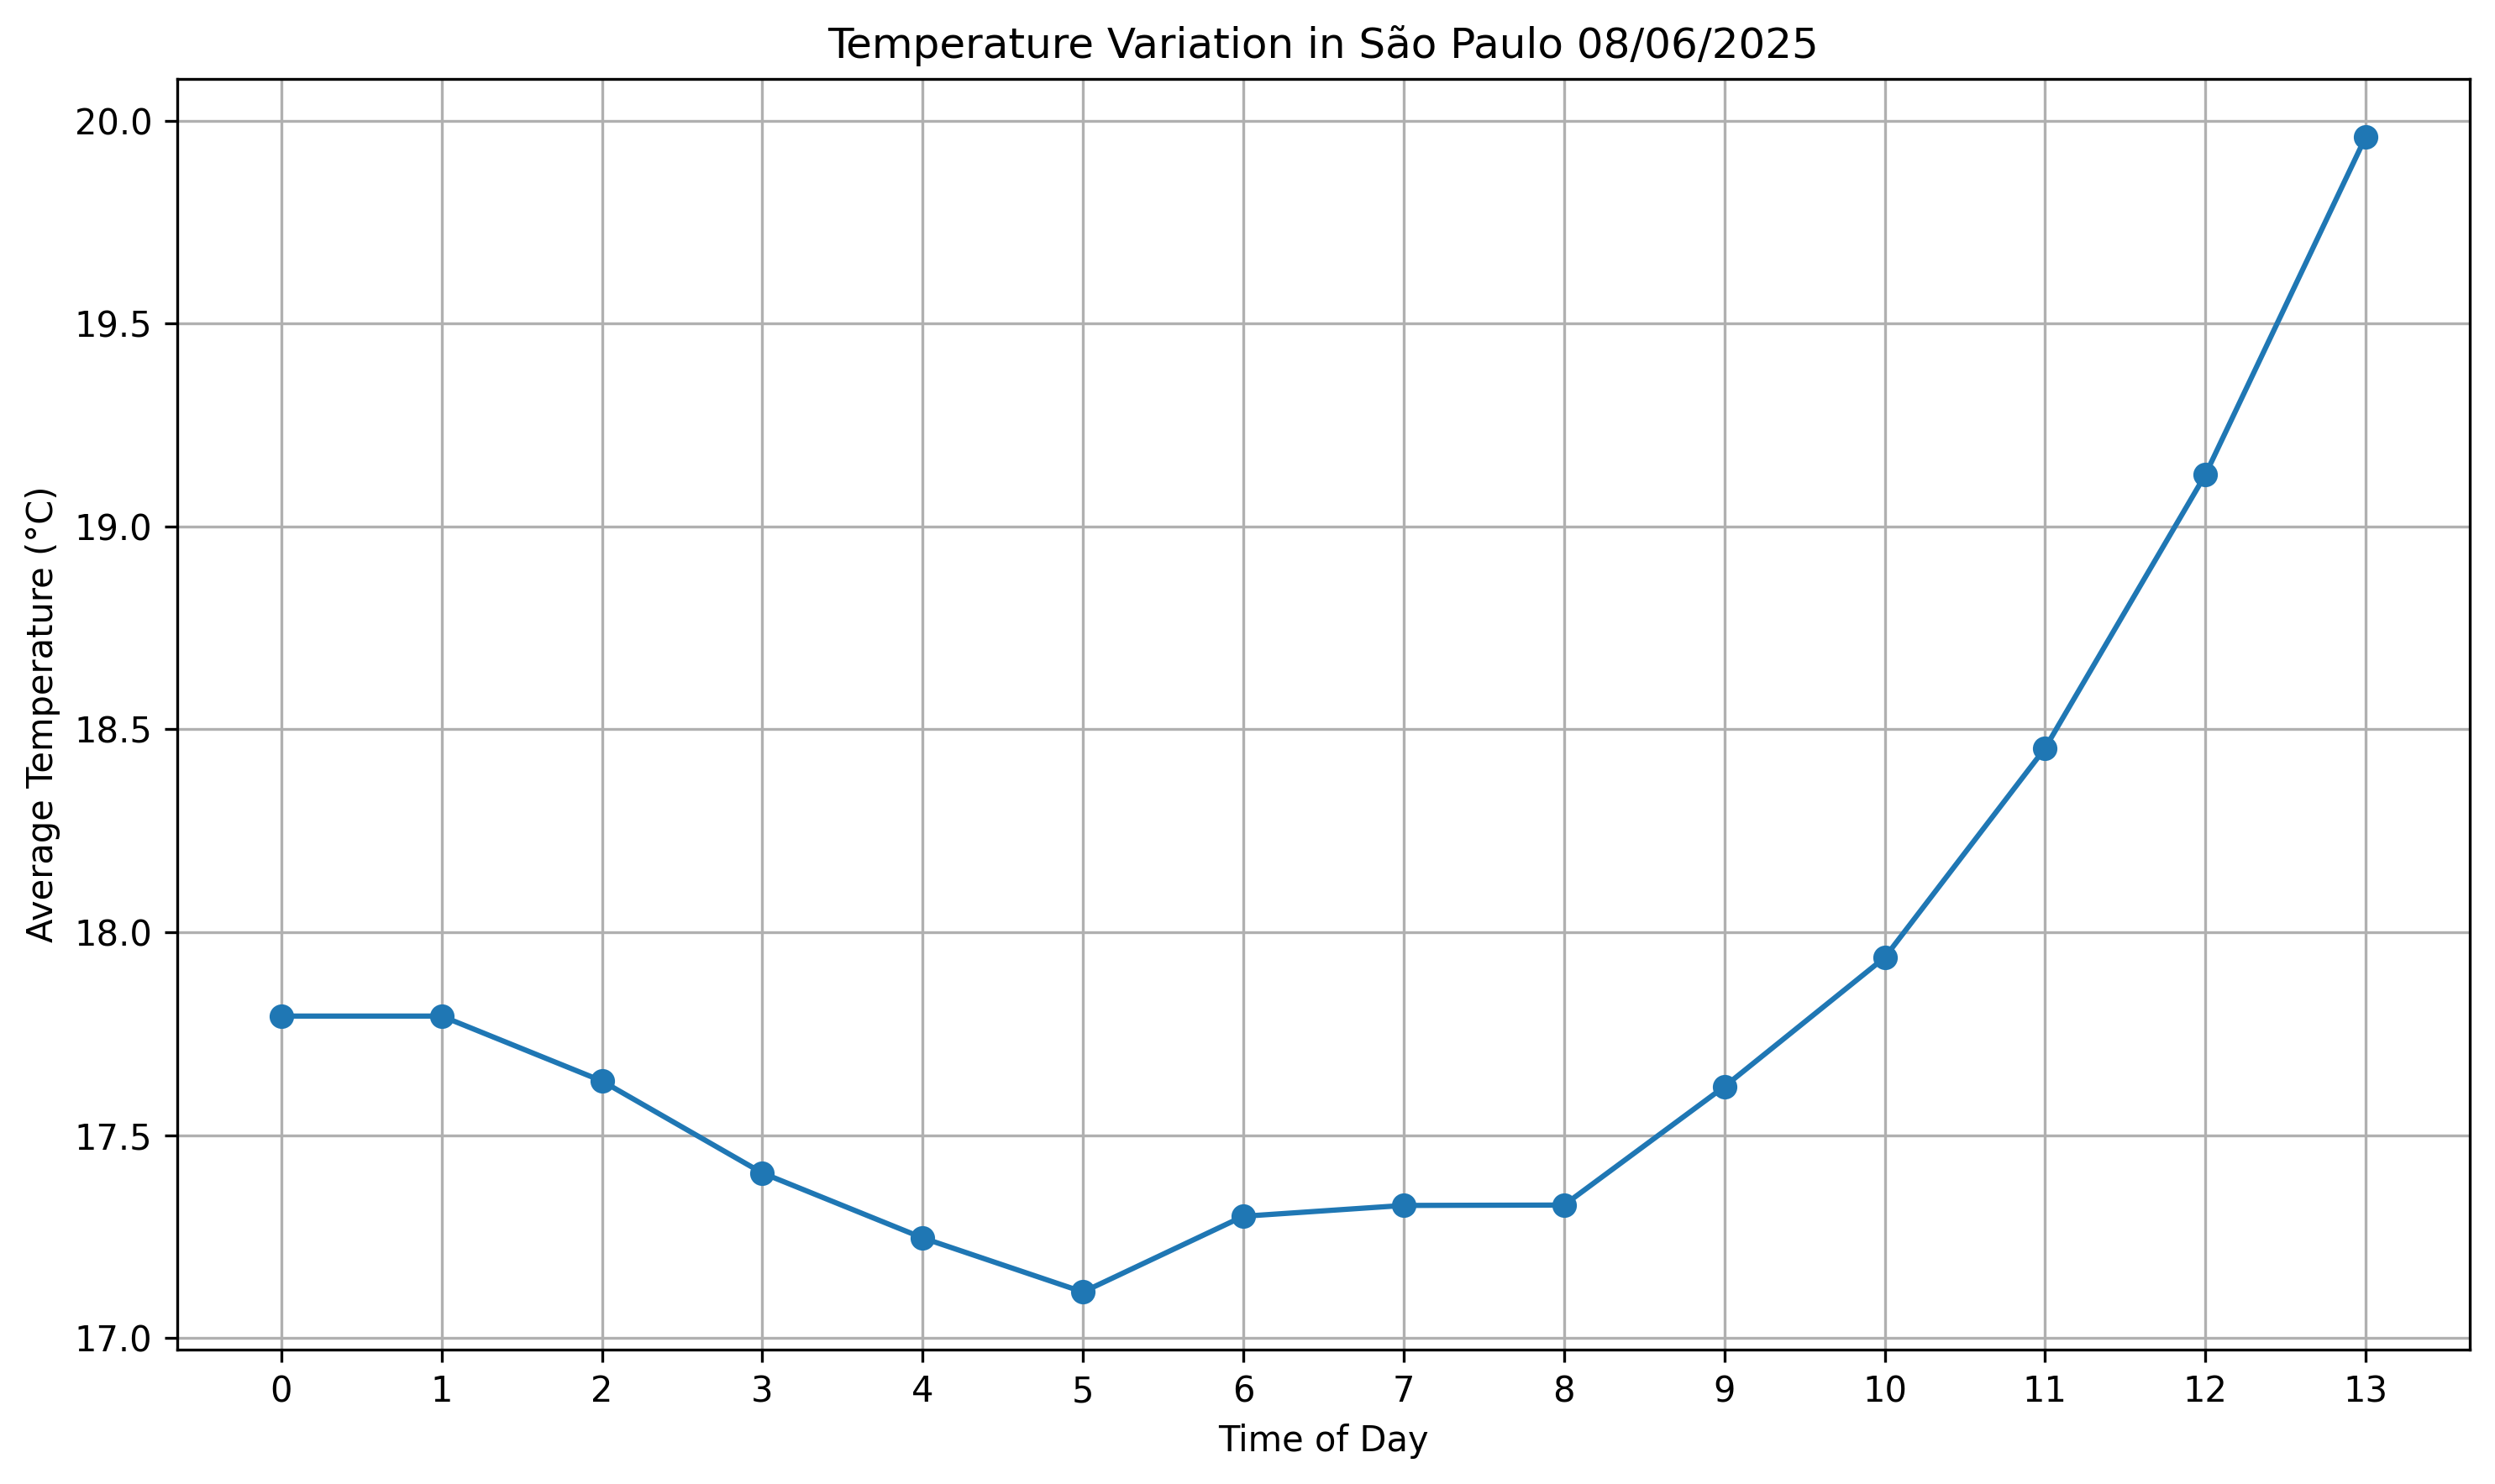 Temperature Variation in São Paulo 08/06/2025
Average Temperature (°C)
20.0
19.5
19.0
18.5
18.0
17.5
17.0
0 1 2 3 4 5 6 7 8 9 10 11 12 13
Time of Day